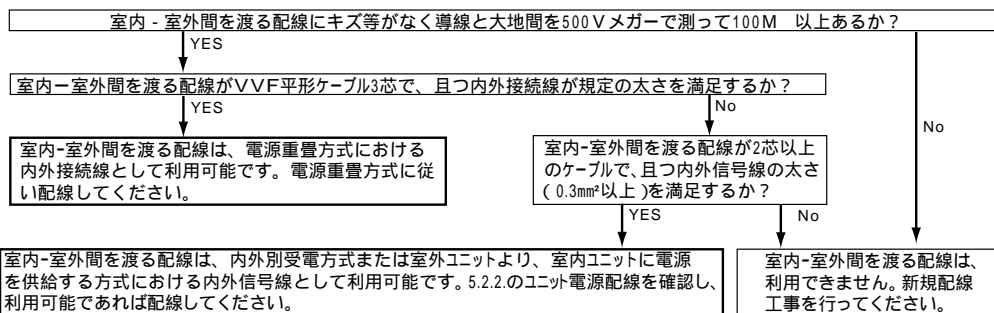 室内 - 室外間を渡る配線にキズ等がなく導線と大地間を500Vメガーで測って100M 以上あるか？
YES
室内ー室外間を渡る配線がVVF平形ケーブル3芯で、且つ内外接続線が規定の太さを満足するか？
YES
No
No
室内-室外間を渡る配線は、電源重畳方式における
内外接続線として利用可能です。電源重畳方式に従
い配線してください。
室内-室外間を渡る配線が2芯以上
のケーブルで、且つ内外信号線の太さ
(0.3mm²以上)を満足するか？
YES
No
室内-室外間を渡る配線は、内外別受電方式または室外ユニットより、室内ユニットに電源
を供給する方式における内外信号線として利用可能です。5.2.2.のユニット電源配線を確認し、
利用可能であれば配線してください。
室内-室外間を渡る配線は、
利用できません。新規配線
工事を行ってください。